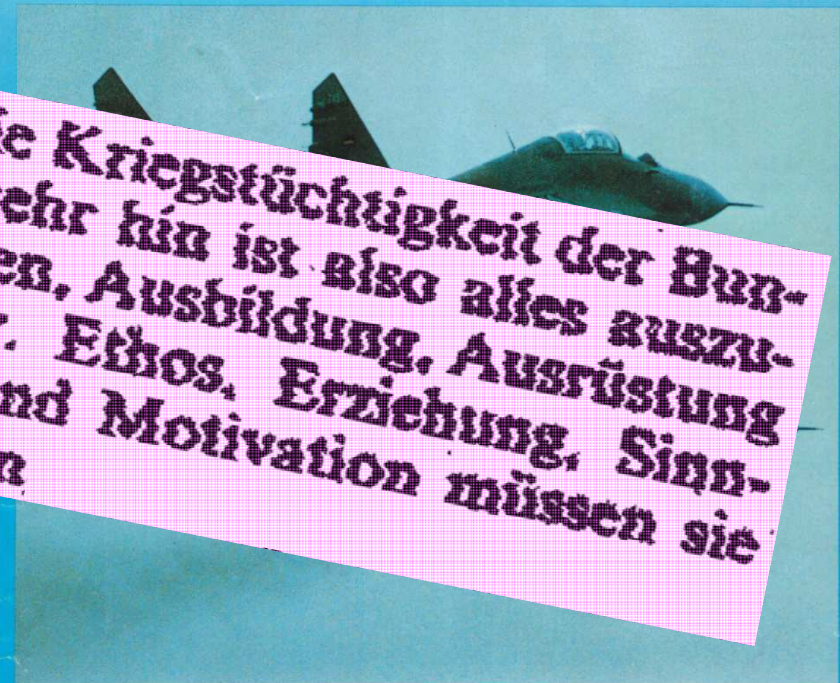 e Kriegstüchtigkeit der Bun-
ehr hin ist also alles auszu-
en, Ausbildung, Ausrüstung
. Ethos, Erziehung, Sinn-
nd Motivation müssen sie
n